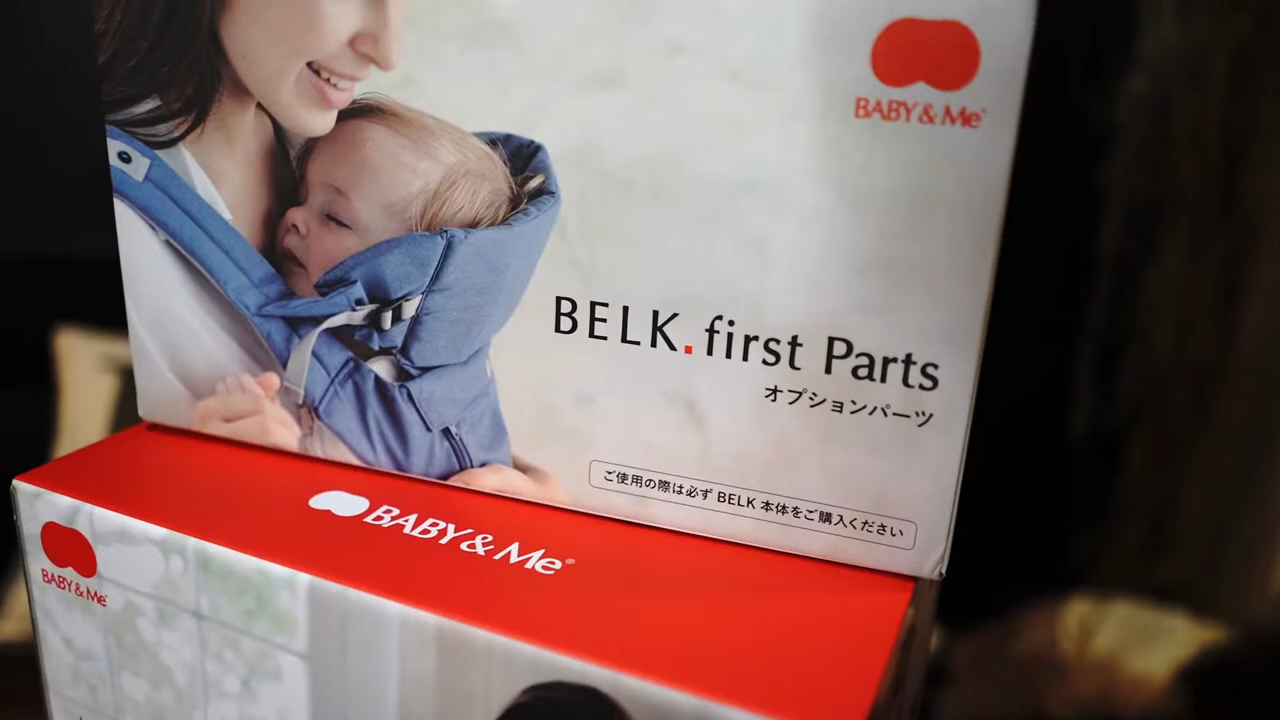 BABY & Me
BELK.first Parts
オプションパーツ
ご使用の際は必ず BELK 本体をご購入ください
BABY & Me®
BABY & Me